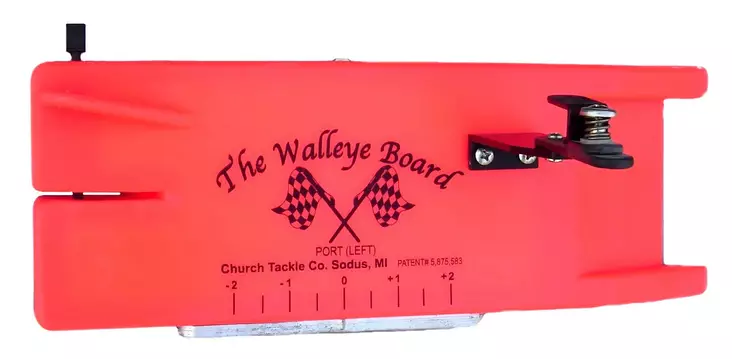 The Walleye Board
PORT (LEFT)
Church Tackle Co. Sodus, MI PATENT# 5,875,583
-2 -1 0 +1 +2